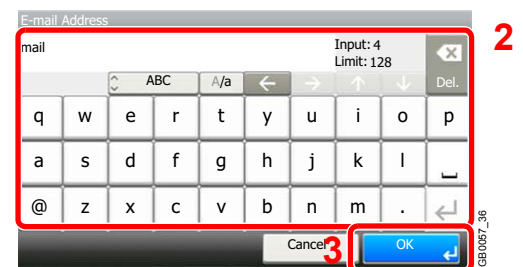 E-mail Address
2
mail
Input: 4
Limit: 128
ABC
A/a
Del.
q w e r t y u i o p
a s d f g h j k l
@ z x c v b n m .
Cancel
3
OK
GB0057_36